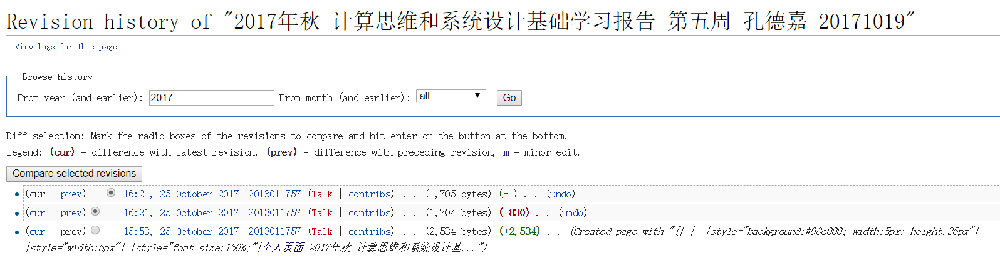 Revision history of "2017年秋 计算思维和系统设计基础学习报告 第五周 孔德嘉 20171019"
View logs for this page
Browse history
From year (and earlier): 2017 From month (and earlier): all Go
Diff selection: Mark the radio boxes of the revisions to compare and hit enter or the button at the bottom.
Legend: (cur) = difference with latest revision, (prev) = difference with preceding revision, m = minor edit.
Compare selected revisions
(cur | prev) 16:21, 25 October 2017 2013011757 (Talk | contribs) . . (1,705 bytes) (+1) . . (undo)
(cur | prev) 16:21, 25 October 2017 2013011757 (Talk | contribs) . . (1,704 bytes) (-830) . . (undo)
(cur | prev) 15:53, 25 October 2017 2013011757 (Talk | contribs) . . (2,534 bytes) (+2,534) . . (Created page with "{| |- |style="background:#00c000; width:5px; height:35px"|
|style="width:5px"| |style="font-size:150%;"|个人页面 2017年秋-计算思维和系统设计基...")